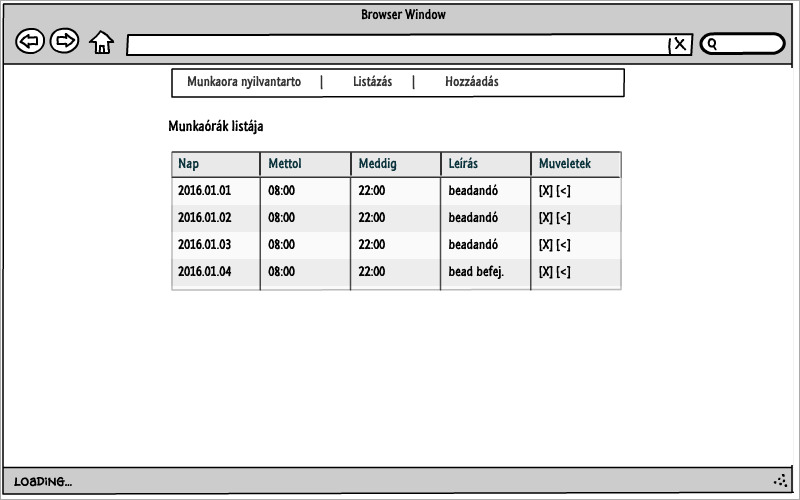 Browser Window
Munkaora nyilvantarto | Listázás | Hozzáadás
Munkaórák listája
Nap Mettol Meddig Leírás Muveletek
2016.01.01 08:00 22:00 beadandó [X] [<]
2016.01.02 08:00 22:00 beadandó [X] [<]
2016.01.03 08:00 22:00 beadandó [X] [<]
2016.01.04 08:00 22:00 bead befej. [X] [<]
LOADING...